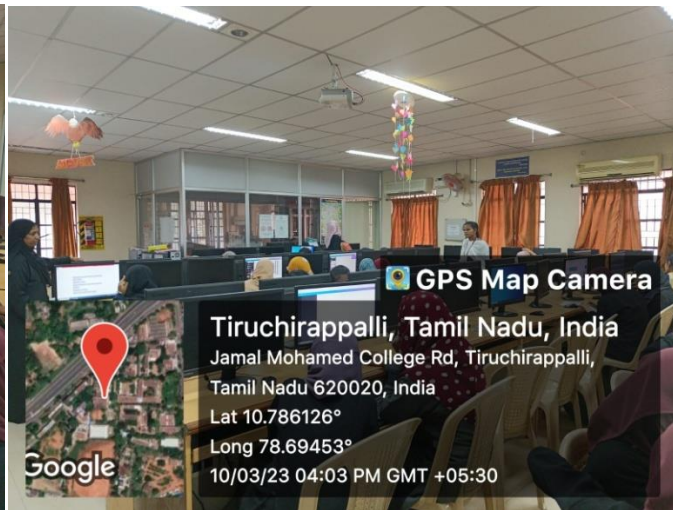 GPS Map Camera
Tiruchirappalli, Tamil Nadu, India
Jamal Mohamed College Rd, Tiruchirappalli,
Tamil Nadu 620020, India
Lat 10.786126°
Long 78.69453°
10/03/23 04:03 PM GMT +05:30
Google